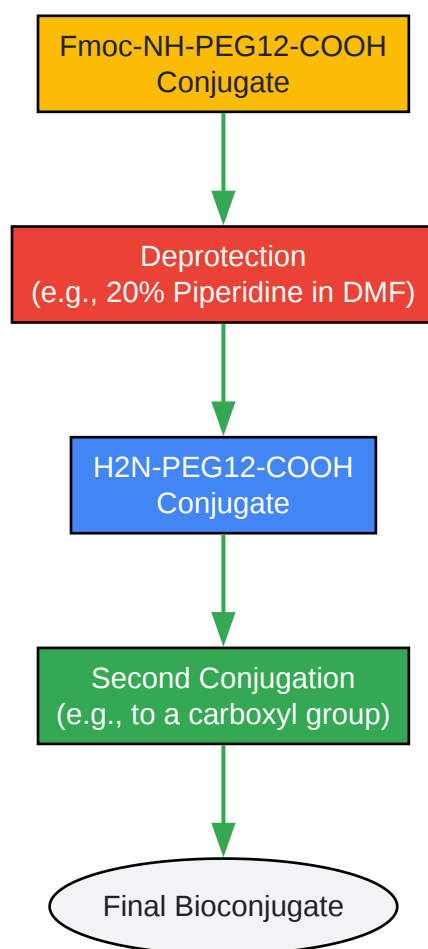 Fmoc-NH-PEG12-COOH
Conjugate
Deprotection
(e.g., 20% Piperidine in DMF)
H2N-PEG12-COOH
Conjugate
Second Conjugation
(e.g., to a carboxyl group)
Final Bioconjugate